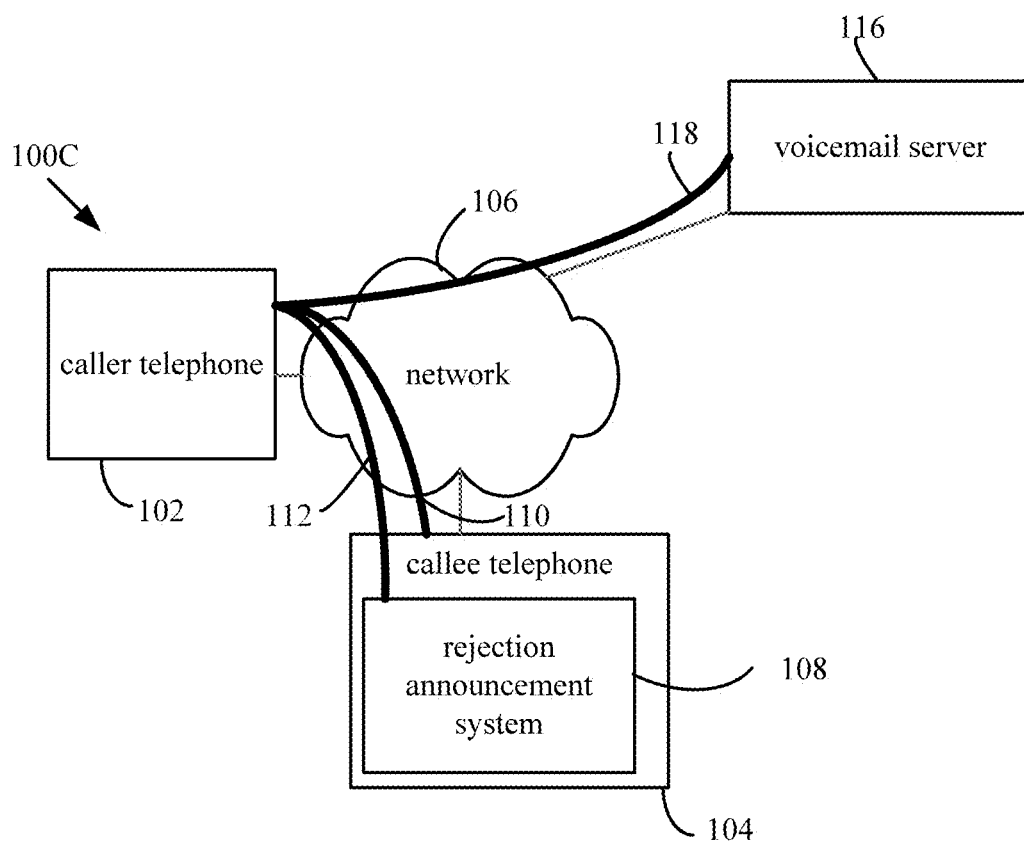 116
118
voicemail server
100C
106
caller telephone
network
102
112
110
callee telephone
rejection
announcement
system
108
104